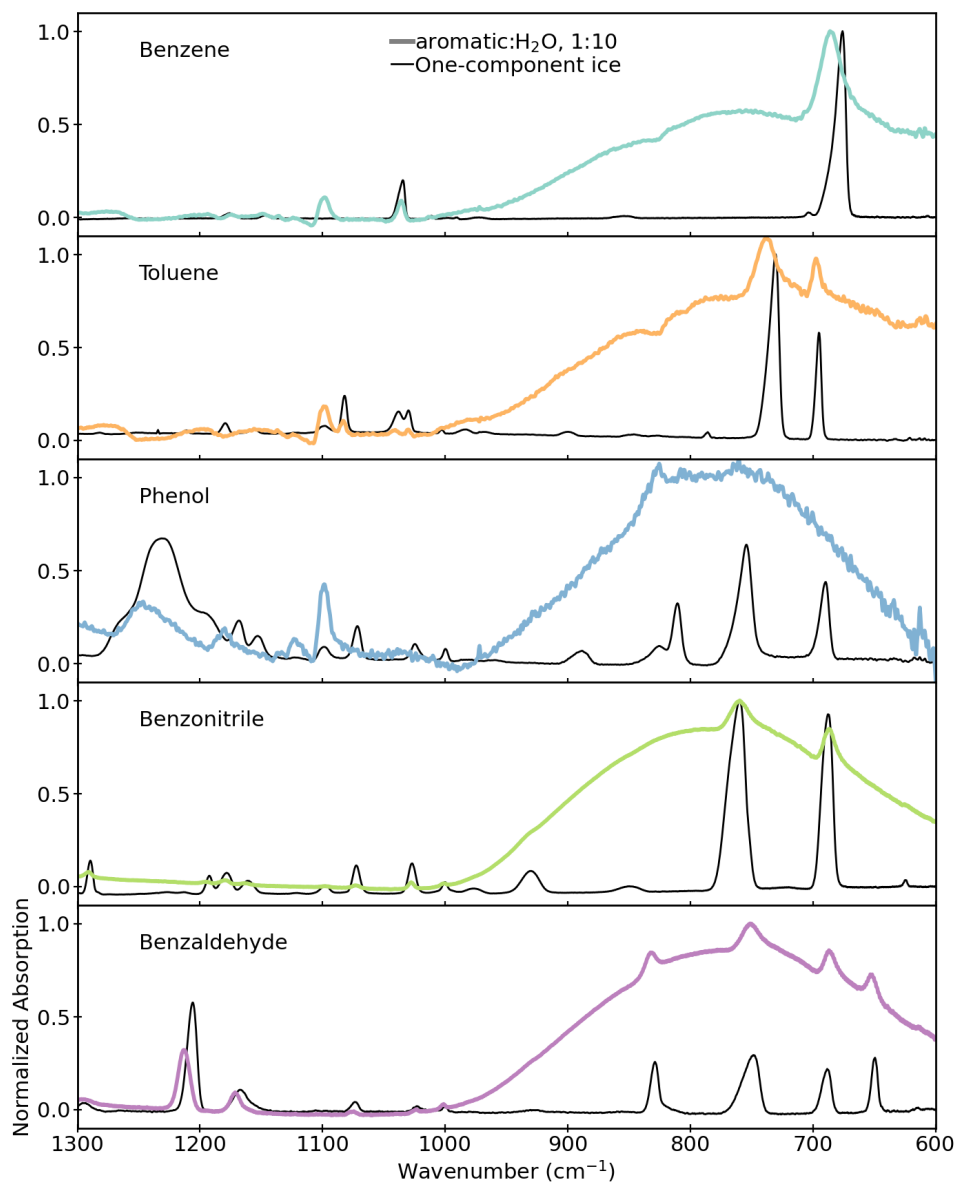 Benzene
aromatic:H₂O, 1:10
One-component ice
1.0
0.5
0.0
Toluene
1.0
0.5
0.0
Phenol
1.0
0.5
0.0
Benzonitrile
1.0
0.5
0.0
Benzaldehyde
1.0
0.5
0.0
Normalized Absorption
1300 1200 1100 1000 900 800 700 600
Wavenumber (cm⁻¹)